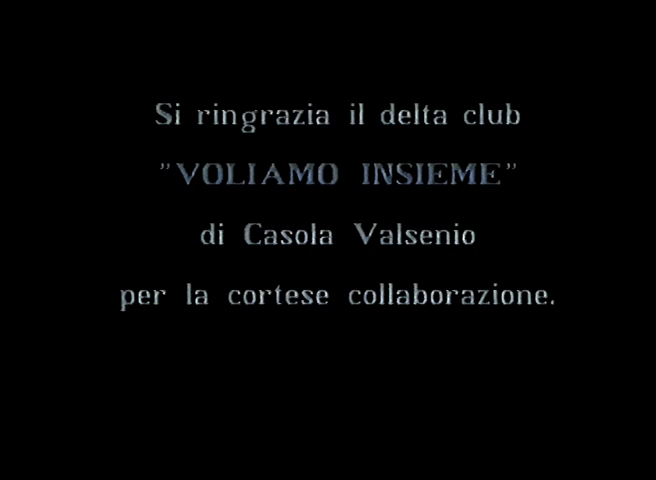 Si ringrazia il delta club
"VOLIAMO INSIEME"
di Casola Valsenio
per la cortese collaborazione.